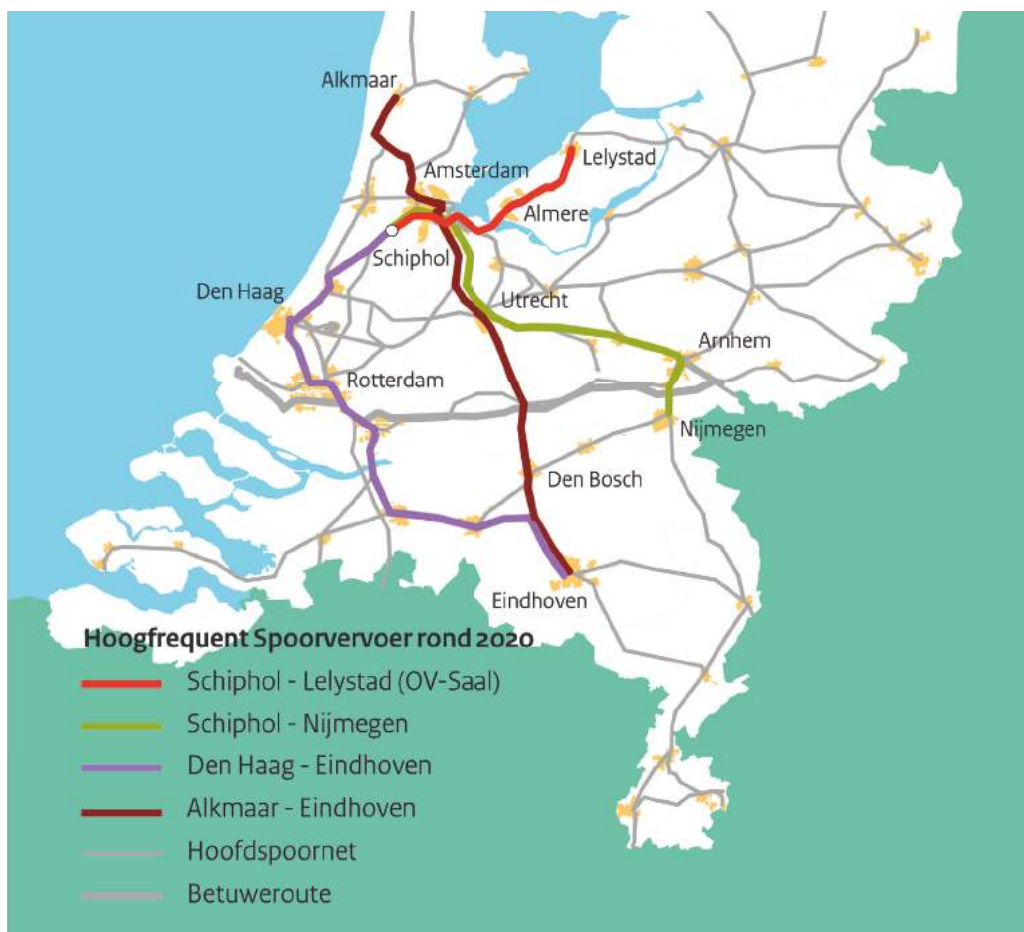 Alkmaar
Lelystad
Amsterdam
Almere
Schiphol
Den Haag
Utrecht
Arnhem
Rotterdam
Nijmegen
Den Bosch
Eindhoven
Hoogfrequent Spoorvervoer rond 2020
Schiphol - Lelystad (OV-Saal)
Schiphol - Nijmegen
Den Haag - Eindhoven
Alkmaar - Eindhoven
Hoofdspoornet
Betuweroute